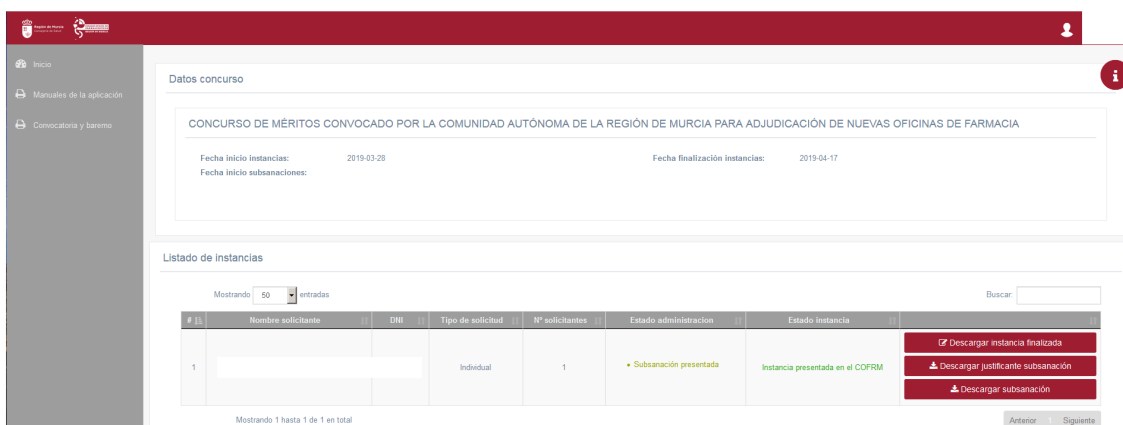 Región de Murcia
Inicio
Manuales de la aplicación
Convocatoria y baremo
Datos concurso
CONCURSO DE MÉRITOS CONVOCADO POR LA COMUNIDAD AUTÓNOMA DE LA REGIÓN DE MURCIA PARA ADJUDICACIÓN DE NUEVAS OFICINAS DE FARMACIA
Fecha inicio instancias: 2019-03-28 Fecha finalización instancias: 2019-04-17
Fecha inicio subsanaciones:
Listado de instancias
Mostrando 50 entradas Buscar:
# Nombre solicitante DNI Tipo de solicitud Nº solicitantes Estado administracion Estado instancia
1 Individual 1 • Subsanación presentada Instancia presentada en el COFRM
Descargar instancia finalizada
Descargar justificante subsanación
Descargar subsanación
Mostrando 1 hasta 1 de 1 en total Anterior 1 Siguiente